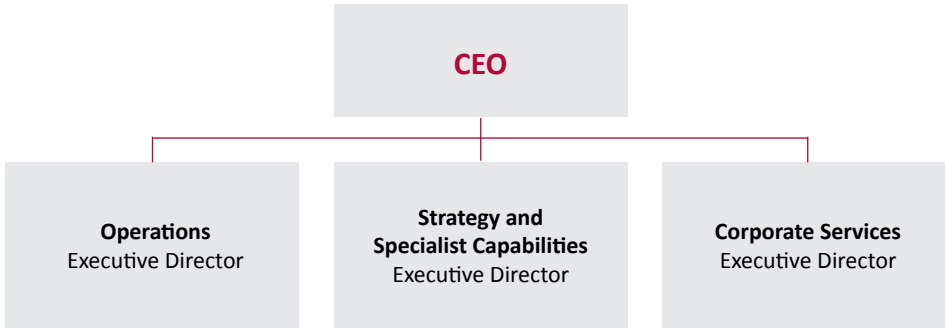 CEO
Operations
Executive Director
Strategy and
Specialist Capabilities
Executive Director
Corporate Services
Executive Director